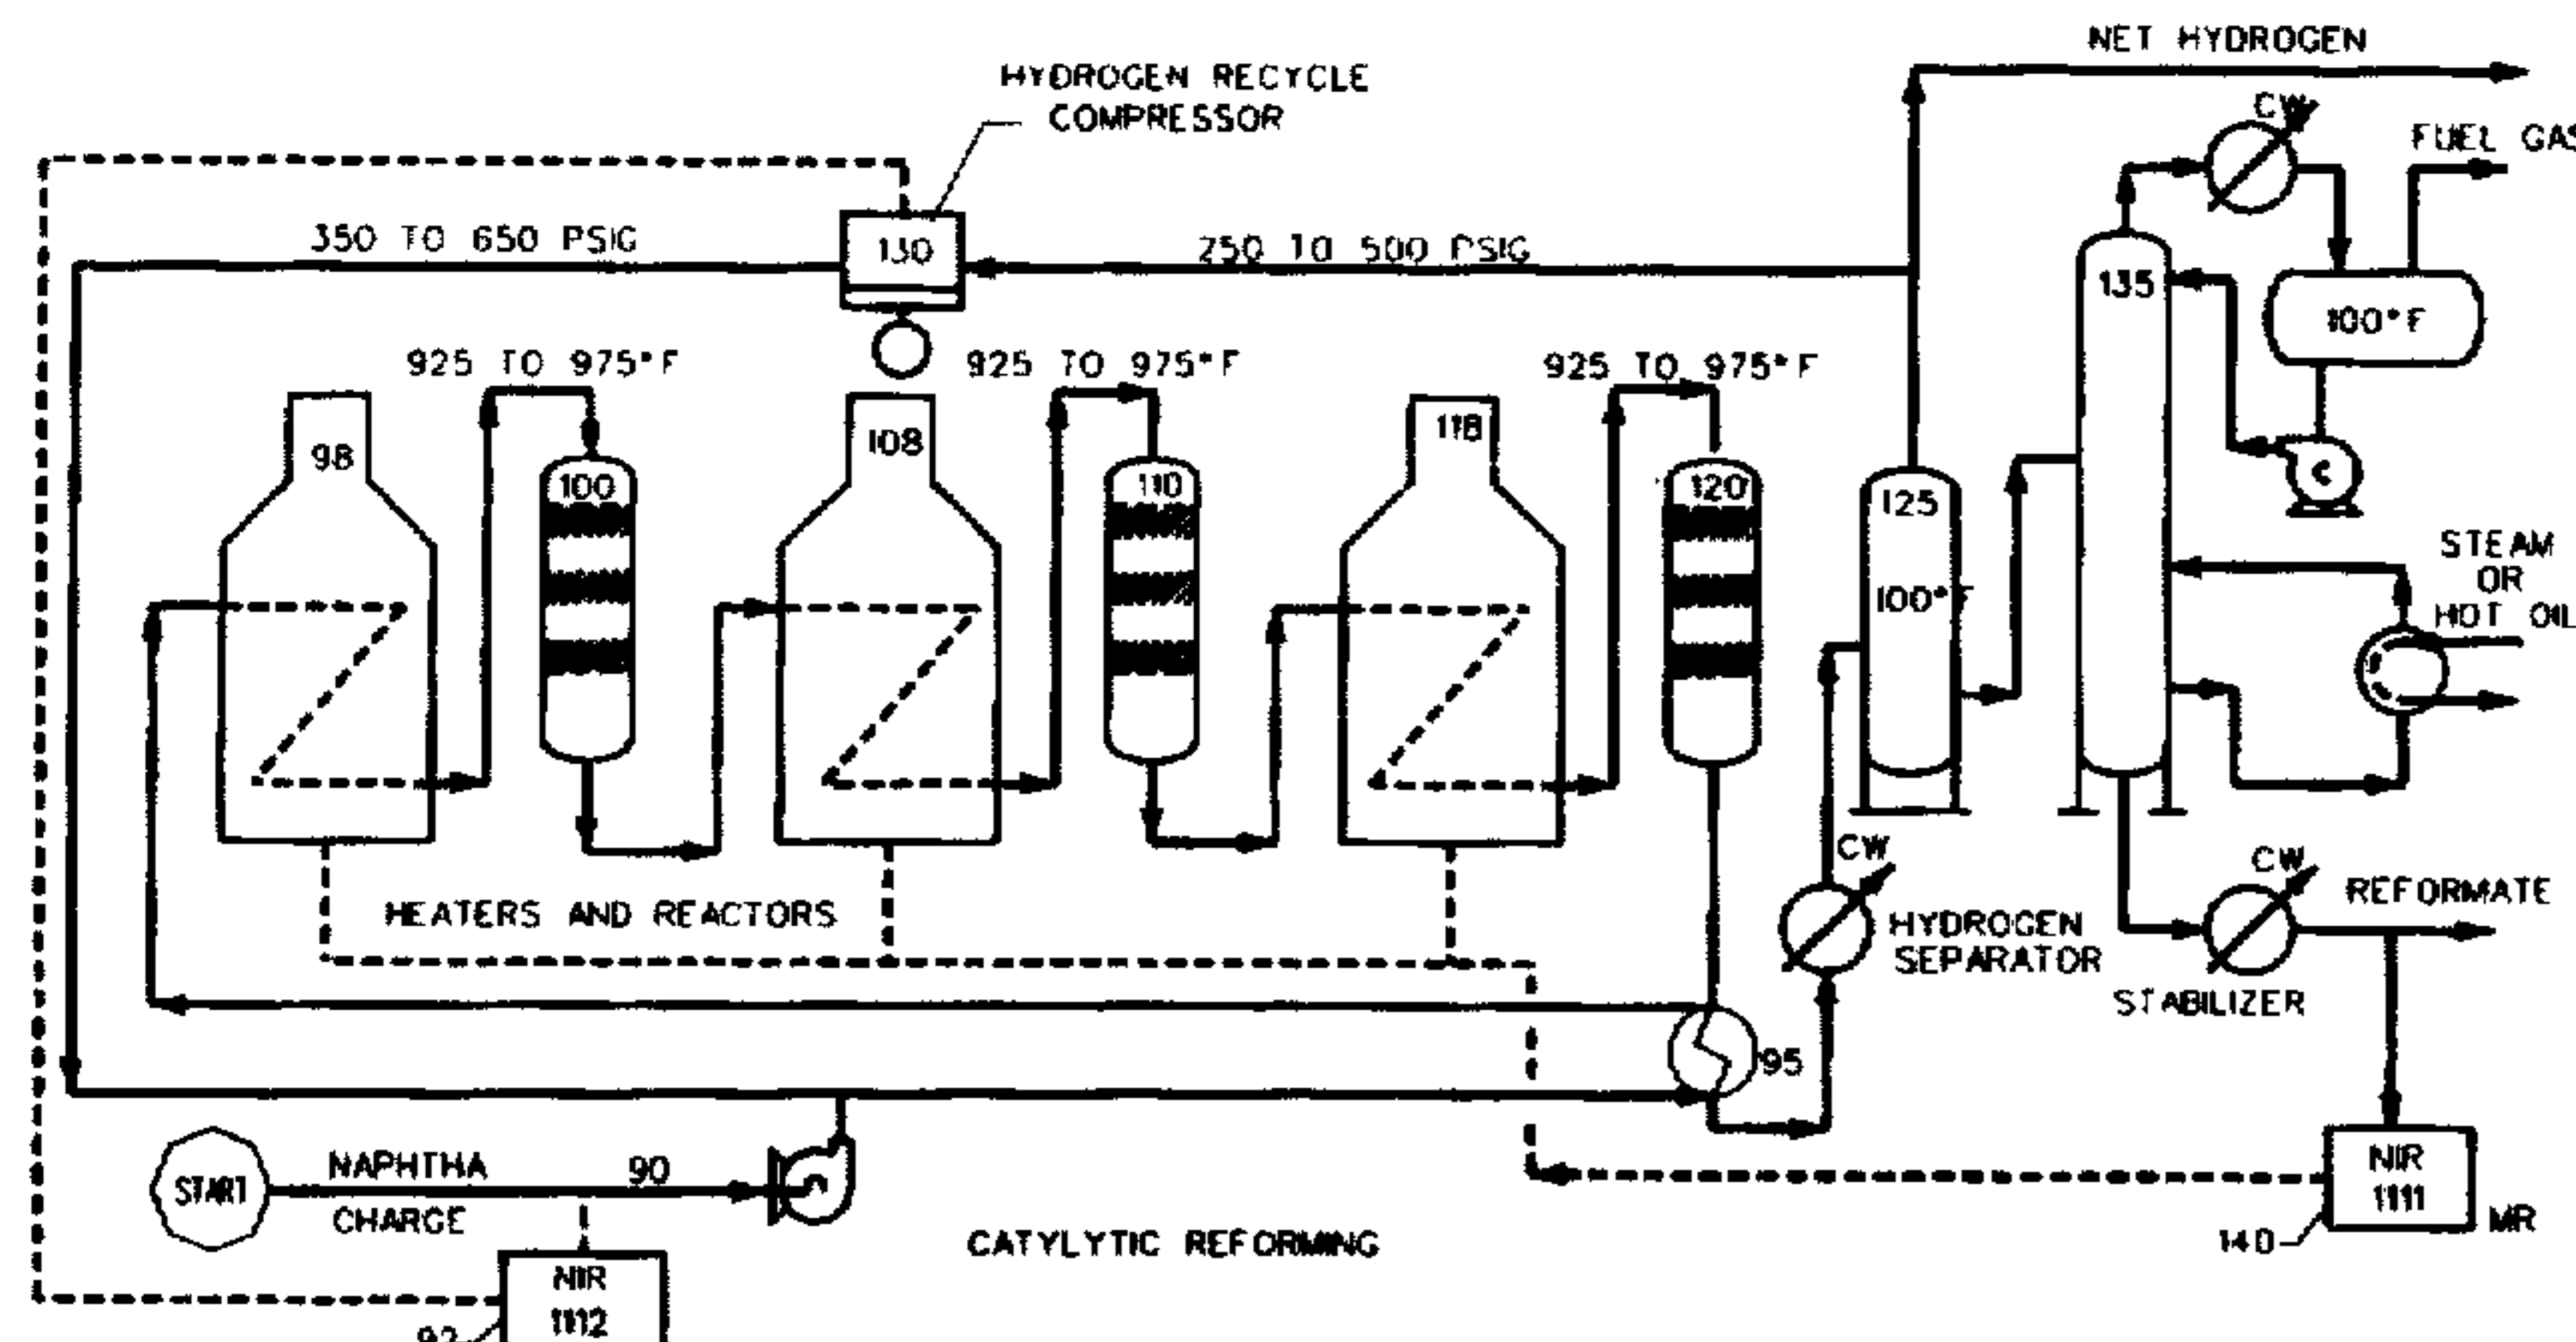 NET HYDROGEN
HYDROGEN RECYCLE
COMPRESSOR
CW
FUEL GAS
350 TO 650 PSIG
130
250 TO 500 PSIG
135
100°F
925 TO 975°F
925 TO 975°F
925 TO 975°F
98
100
108
110
118
120
125
C
100°F
STEAM
OR
HOT OIL
CW
CW
REFORMATE
HEATERS AND REACTORS
HYDROGEN
SEPARATOR
STABILIZER
95
START
NAPHTHA
90
CHARGE
CATYLYTIC REFORMING
NIR
1111
MR
140
NIR
1112
92